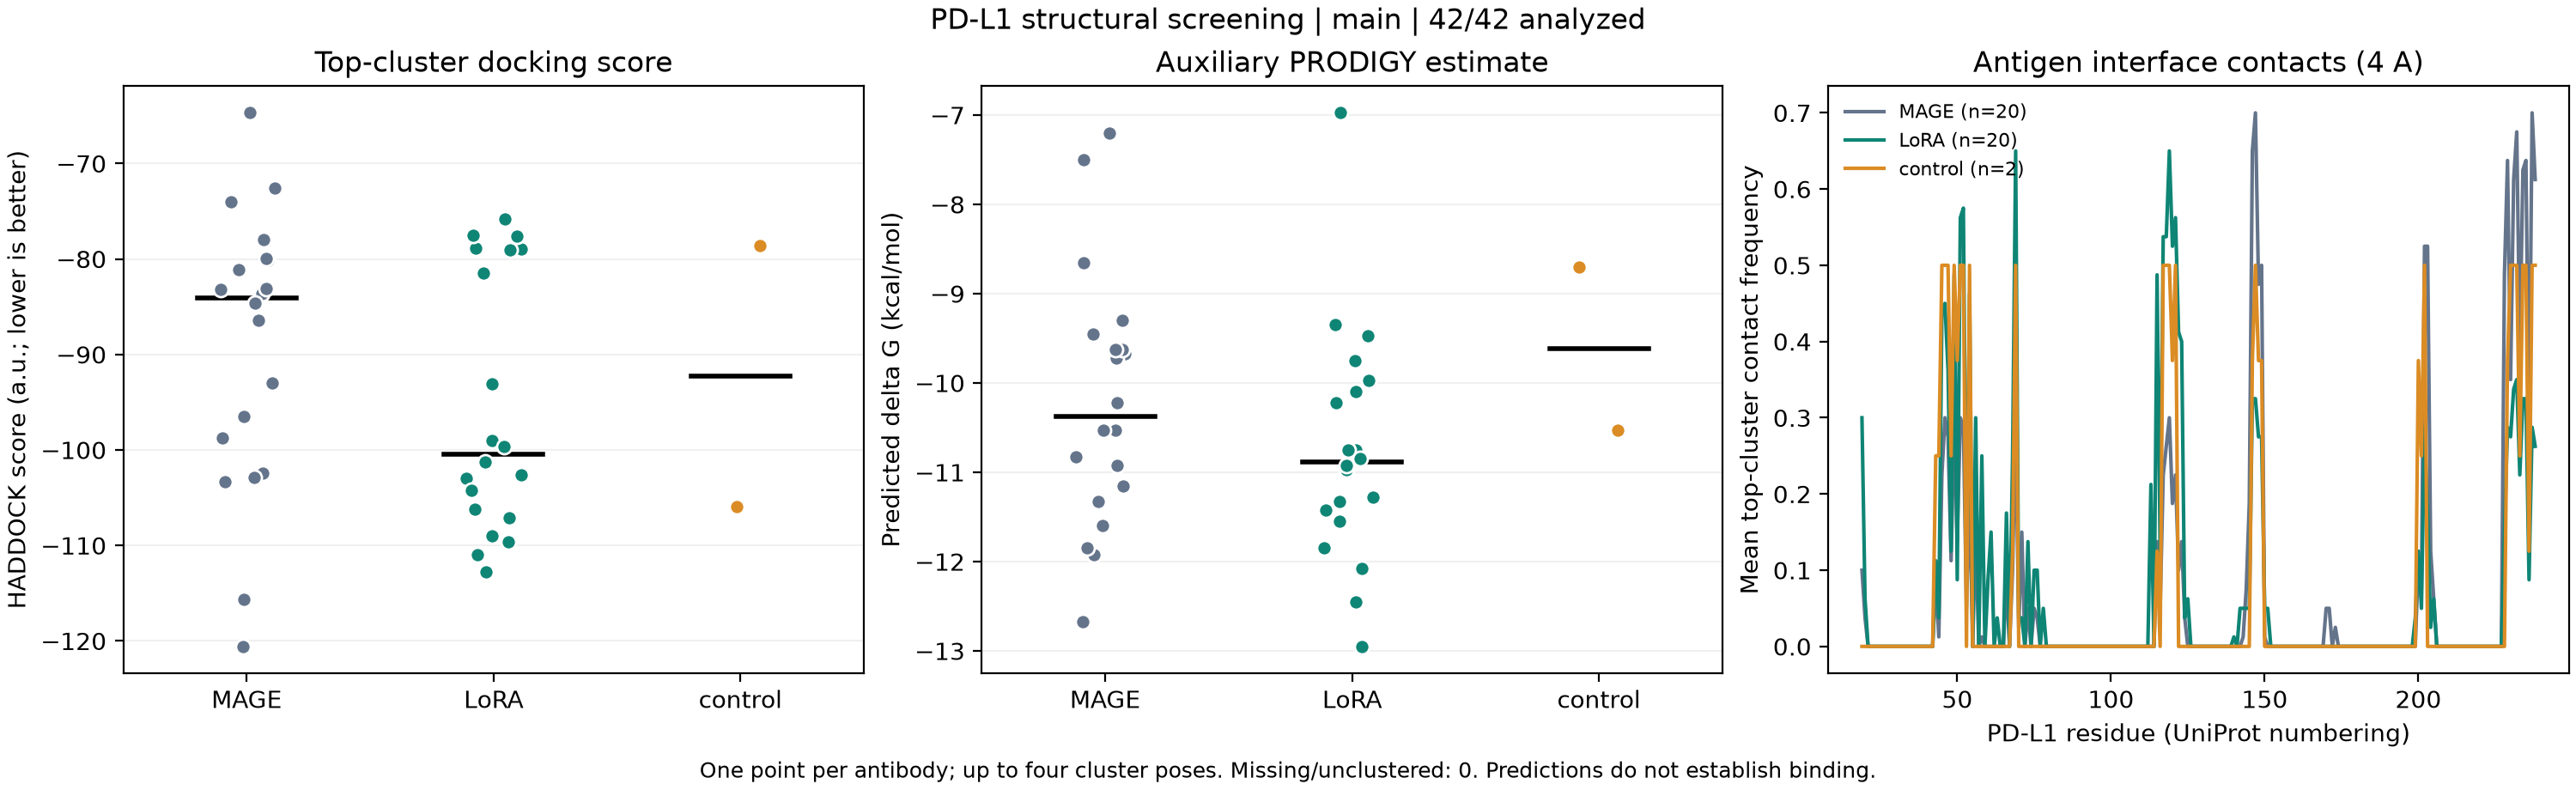 PD-L1 structural screening | main | 42/42 analyzed
Top-cluster docking score
HADDOCK score (a.u.; lower is better)
−70
−80
−90
−100
−110
−120
MAGE
LoRA
control
Auxiliary PRODIGY estimate
Predicted delta G (kcal/mol)
−7
−8
−9
−10
−11
−12
−13
MAGE
LoRA
control
Antigen interface contacts (4 A)
Mean top-cluster contact frequency
0.7
0.6
0.5
0.4
0.3
0.2
0.1
0.0
MAGE (n=20)
LoRA (n=20)
control (n=2)
50
100
150
200
PD-L1 residue (UniProt numbering)
One point per antibody; up to four cluster poses. Missing/unclustered: 0. Predictions do not establish binding.